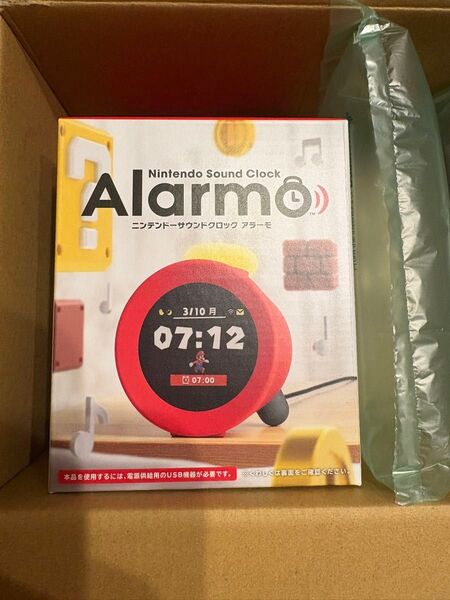 Nintendo Sound Clock
Alarmo
TM
ニンテンドーサウンドクロック アラーモ
3/10 月
07:12
07:00
本品を使用するには、電源供給用のUSB機器が必要です。
※くわしくは裏面をご確認ください。